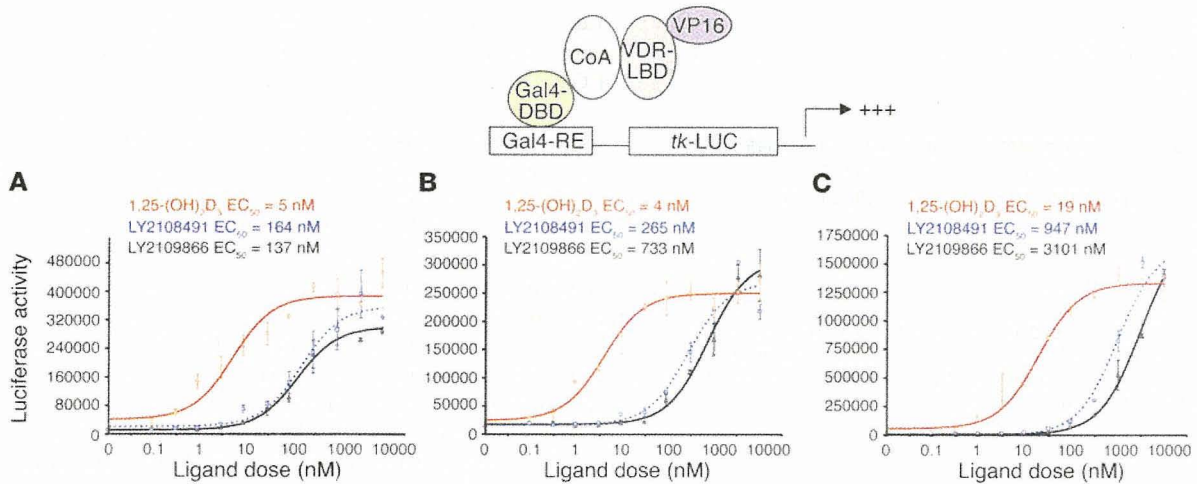 VP16
CoA
VDR-
LBD
Gal4-
DBD
Gal4-RE
tk-LUC
+++
A
1,25-(OH)2D3 EC50 = 5 nM
LY2108491 EC50 = 164 nM
LY2109866 EC50 = 137 nM
Luciferase activity
480000
400000
320000
240000
160000
80000
0
0 0.1 1 10 100 1000 10000
Ligand dose (nM)
B
1,25-(OH)2D3 EC50 = 4 nM
LY2108491 EC50 = 265 nM
LY2109866 EC50 = 733 nM
350000
300000
250000
200000
150000
100000
50000
0
0 0.1 1 10 100 1000 10000
Ligand dose (nM)
C
1,25-(OH)2D3 EC50 = 19 nM
LY2108491 EC50 = 947 nM
LY2109866 EC50 = 3101 nM
1750000
1500000
1250000
1000000
750000
500000
250000
0
0 0.1 10 100 1000 10000
Ligand dose (nM)